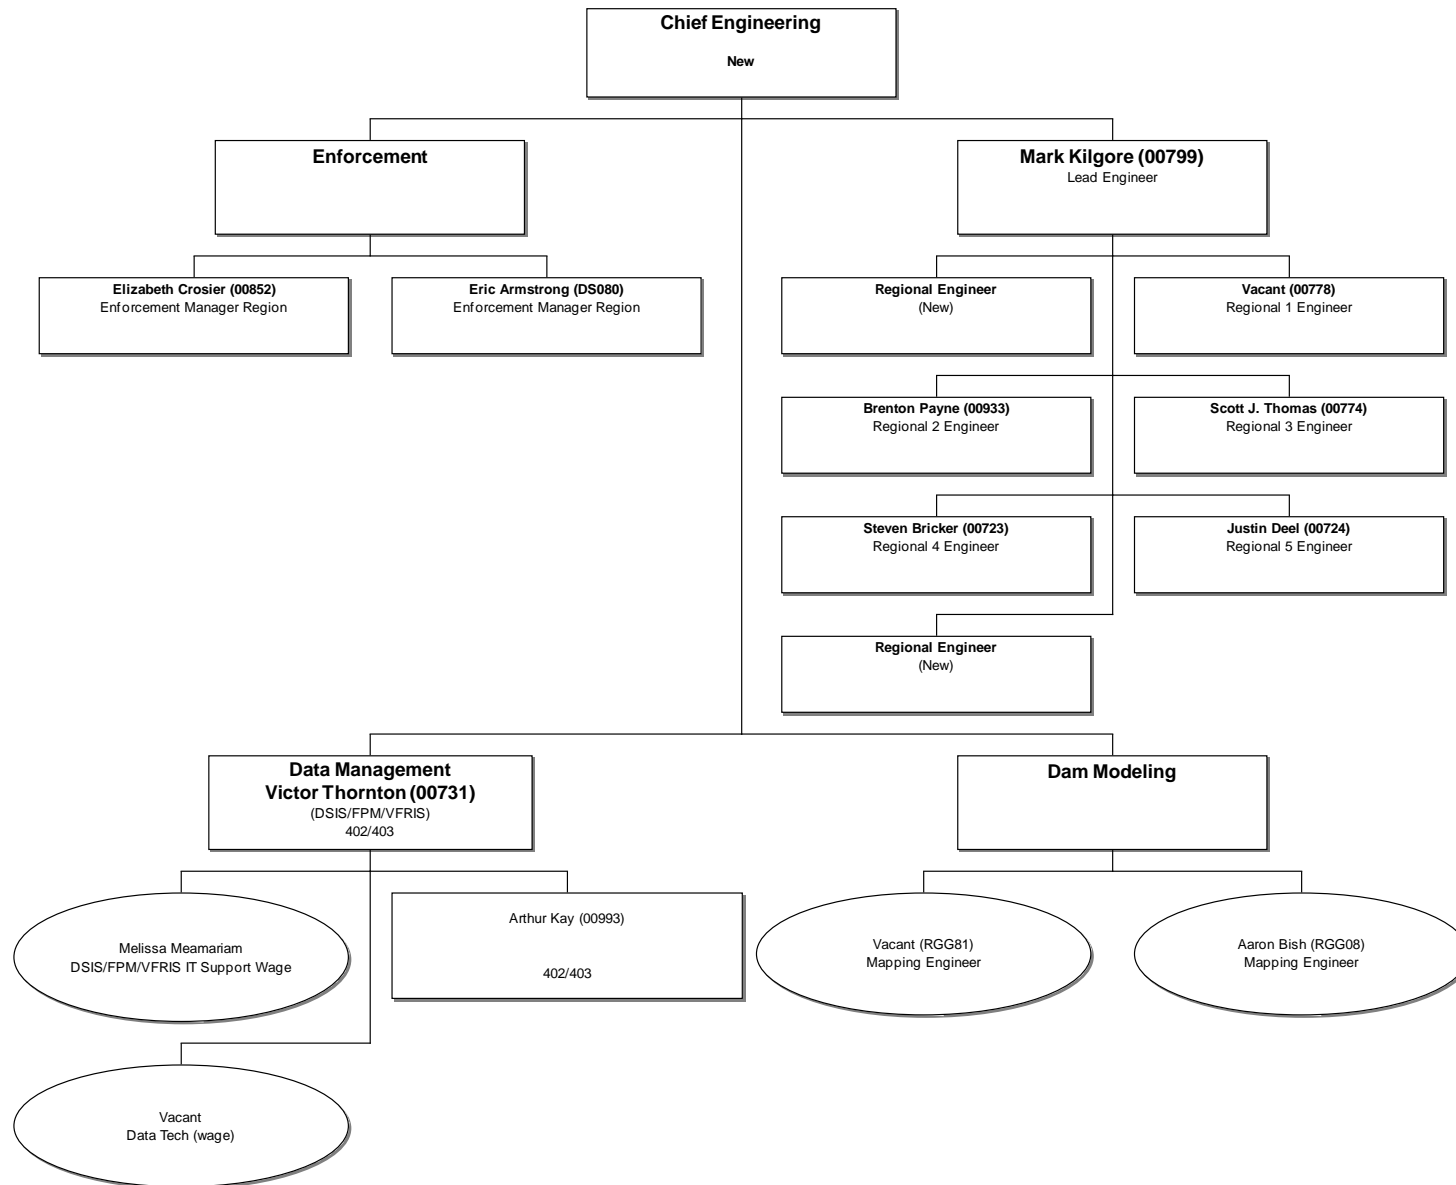 Chief Engineering
New
Enforcement
Mark Kilgore (00799)
Lead Engineer
Elizabeth Crosier (00852)
Enforcement Manager Region
Eric Armstrong (DS080)
Enforcement Manager Region
Regional Engineer
(New)
Vacant (00778)
Regional 1 Engineer
Brenton Payne (00933)
Regional 2 Engineer
Scott J. Thomas (00774)
Regional 3 Engineer
Steven Bricker (00723)
Regional 4 Engineer
Justin Deel (00724)
Regional 5 Engineer
Regional Engineer
(New)
Data Management
Victor Thornton (00731)
(DSIS/FPM/VFRIS)
402/403
Dam Modeling
Melissa Meamariam
DSIS/FPM/VFRIS IT Support Wage
Arthur Kay (00993)
402/403
Vacant (RGG81)
Mapping Engineer
Aaron Bish (RGG08)
Mapping Engineer
Vacant
Data Tech (wage)